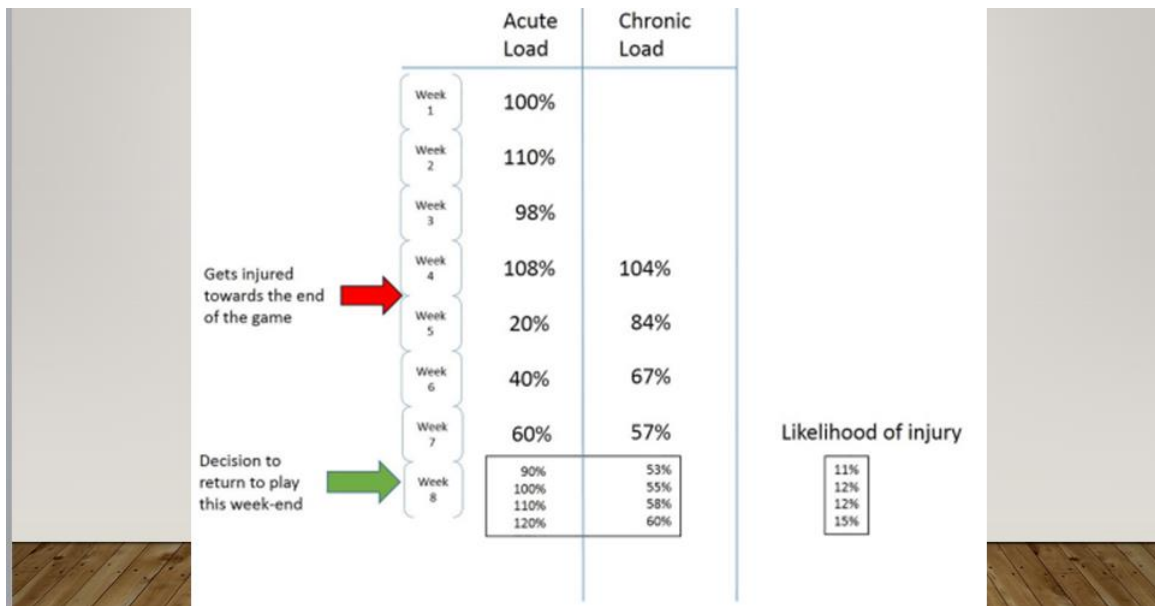 Acute
Load
Chronic
Load
Week
1
100%
Week
2
110%
Week
3
98%
Gets injured
towards the end
of the game
Week
4
108%
104%
Week
5
20%
84%
Week
6
40%
67%
Week
7
60%
57%
Likelihood of injury
Decision to
return to play
this week-end
Week
8
90%
100%
110%
120%
53%
55%
58%
60%
11%
12%
12%
15%